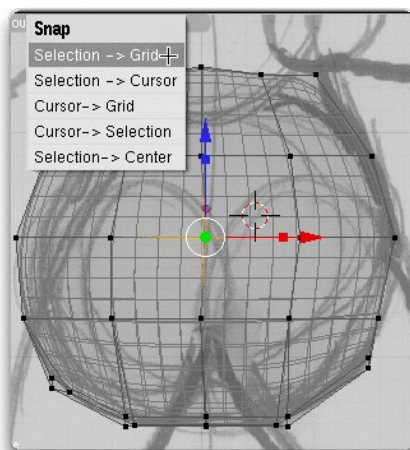 Snap
Selection -> Grid
Selection -> Cursor
Cursor-> Grid
Cursor-> Selection
Selection-> Center